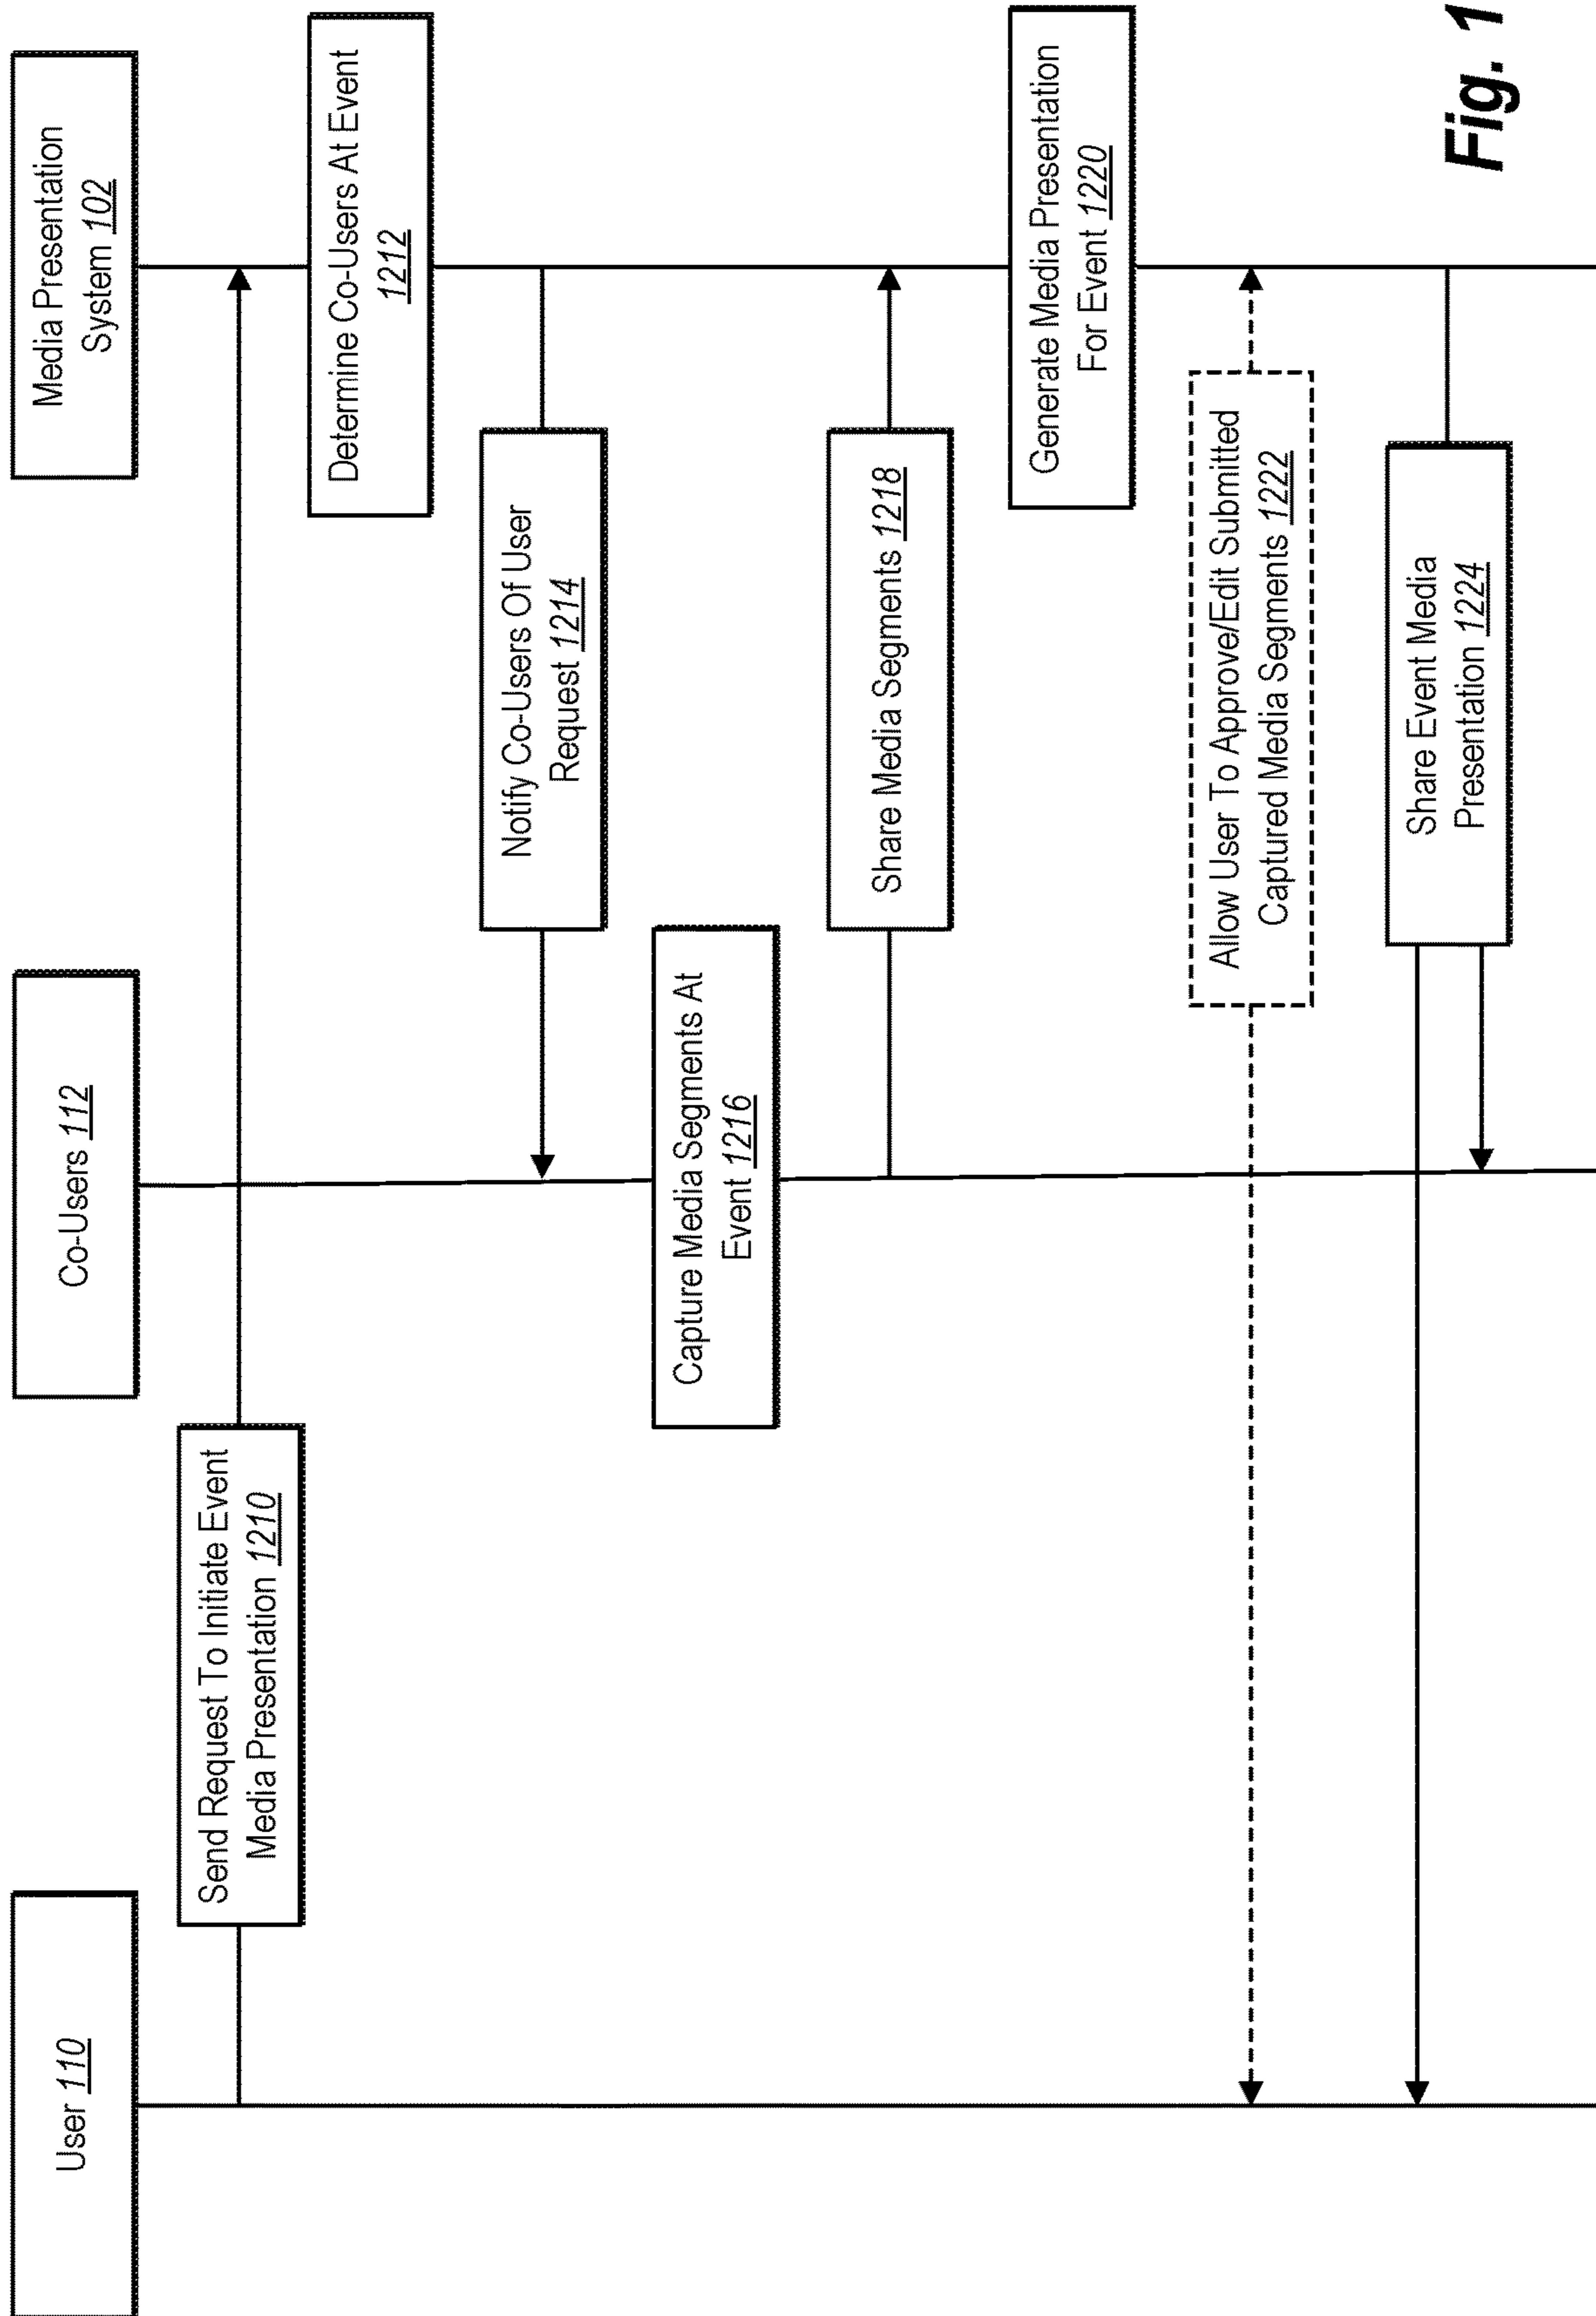 User 110
Co-Users 112
Media Presentation
System 102
Send Request To Initiate Event
Media Presentation 1210
Determine Co-Users At Event
1212
Notify Co-Users Of User
Request 1214
Capture Media Segments At
Event 1216
Share Media Segments 1218
Generate Media Presentation
For Event 1220
Allow User To Approve/Edit Submitted
Captured Media Segments 1222
Share Event Media
Presentation 1224
Fig. 1